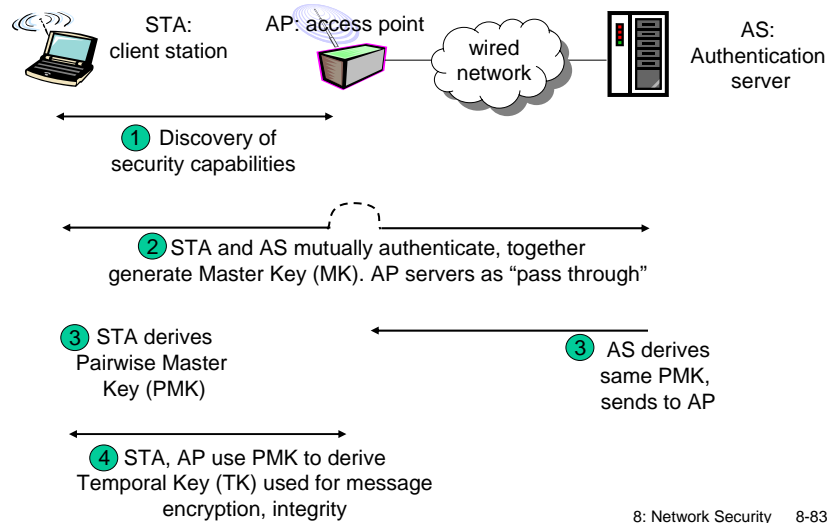 STA:
client station
AP: access point
wired
network
AS:
Authentication
server
1 Discovery of
security capabilities
2 STA and AS mutually authenticate, together
generate Master Key (MK). AP servers as “pass through”
3 STA derives
Pairwise Master
Key (PMK)
3 AS derives
same PMK,
sends to AP
4 STA, AP use PMK to derive
Temporal Key (TK) used for message
encryption, integrity
8: Network Security 8-83